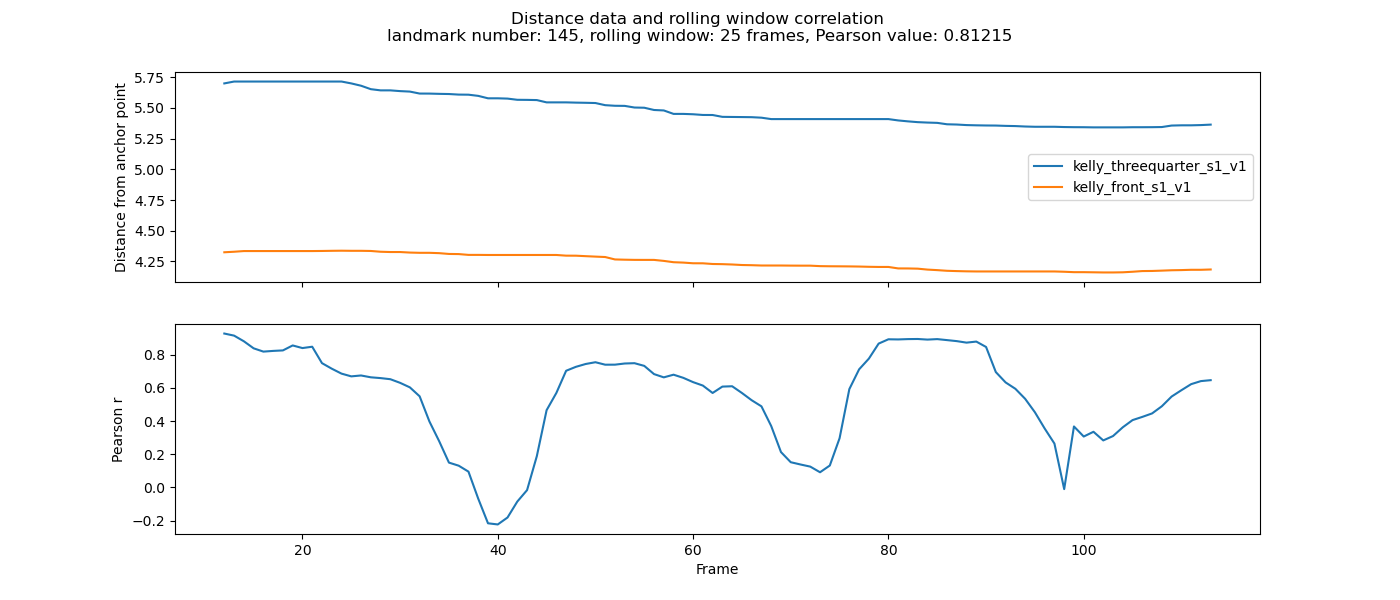 Distance data and rolling window correlation
landmark number: 145, rolling window: 25 frames, Pearson value: 0.81215
Distance from anchor point
5.75
5.50
5.25
5.00
4.75
4.50
4.25
kelly_threequarter_s1_v1
kelly_front_s1_v1
Pearson r
0.8
0.6
0.4
0.2
0.0
−0.2
20 40 60 80 100
Frame